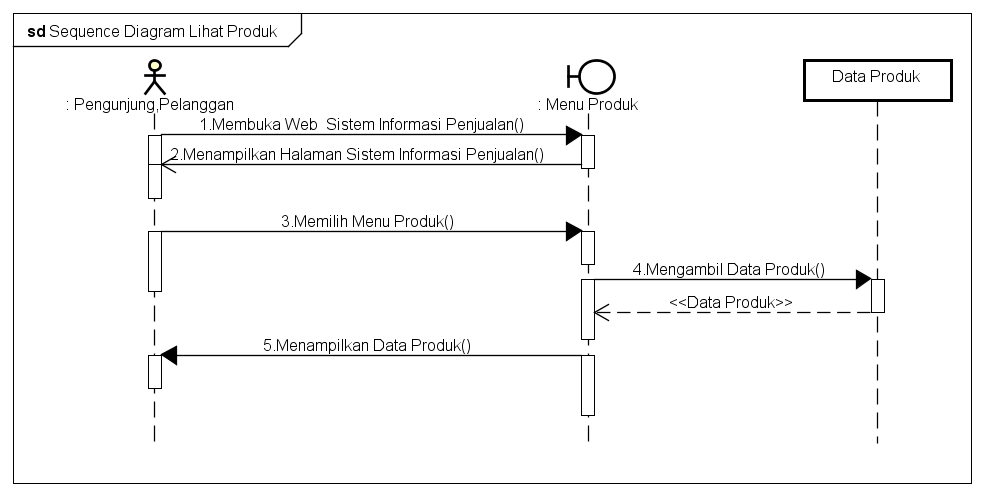 sd Sequence Diagram Lihat Produk
: Pengunjung,Pelanggan
: Menu Produk
Data Produk
1.Membuka Web  Sistem Informasi Penjualan()
2.Menampilkan Halaman Sistem Informasi Penjualan()
3.Memilih Menu Produk()
4.Mengambil Data Produk()
<<Data Produk>>
5.Menampilkan Data Produk()